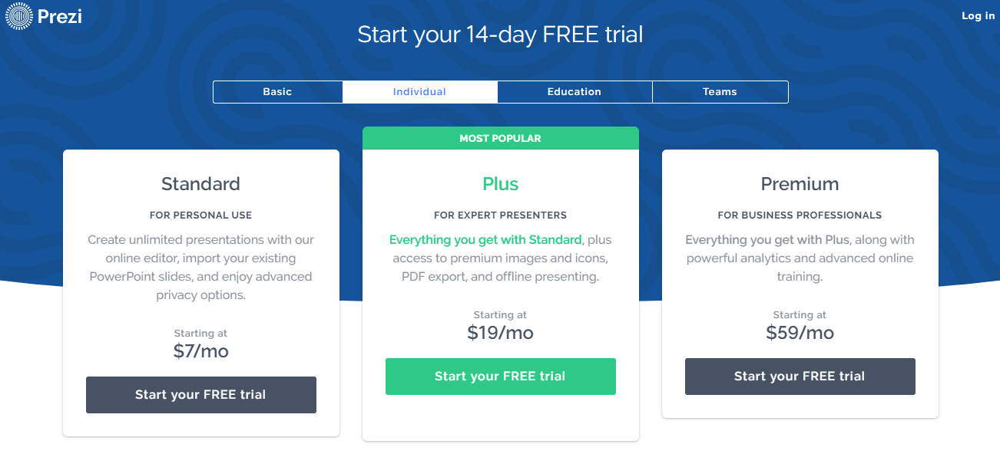 Prezi
Log in
Start your 14-day FREE trial
Basic
Individual
Education
Teams
Standard
FOR PERSONAL USE
Create unlimited presentations with our
online editor, import your existing
PowerPoint slides, and enjoy advanced
privacy options.
Starting at
$7/mo
Start your FREE trial
MOST POPULAR
Plus
FOR EXPERT PRESENTERS
Everything you get with Standard, plus
access to premium images and icons,
PDF export, and offline presenting.
Starting at
$19/mo
Start your FREE trial
Premium
FOR BUSINESS PROFESSIONALS
Everything you get with Plus, along with
powerful analytics and advanced online
training.
Starting at
$59/mo
Start your FREE trial